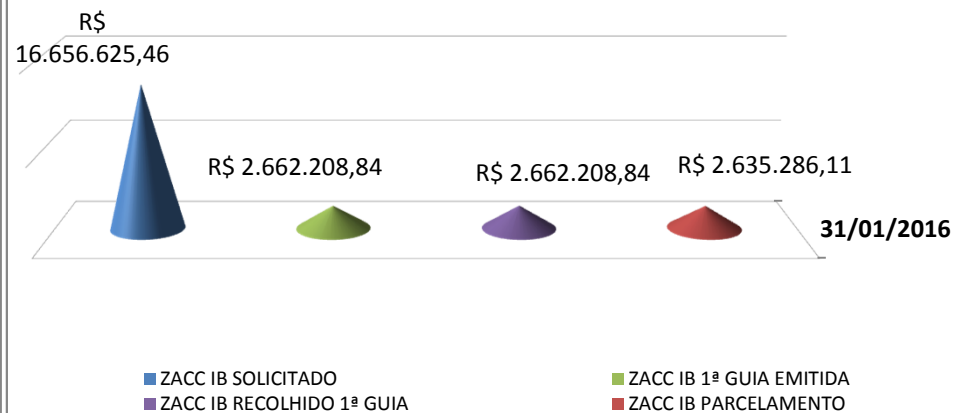 R$
16.656.625,46
R$ 2.662.208,84
R$ 2.662.208,84
R$ 2.635.286,11
31/01/2016
ZACC IB SOLICITADO
ZACC IB 1ª GUIA EMITIDA
ZACC IB RECOLHIDO 1ª GUIA
ZACC IB PARCELAMENTO